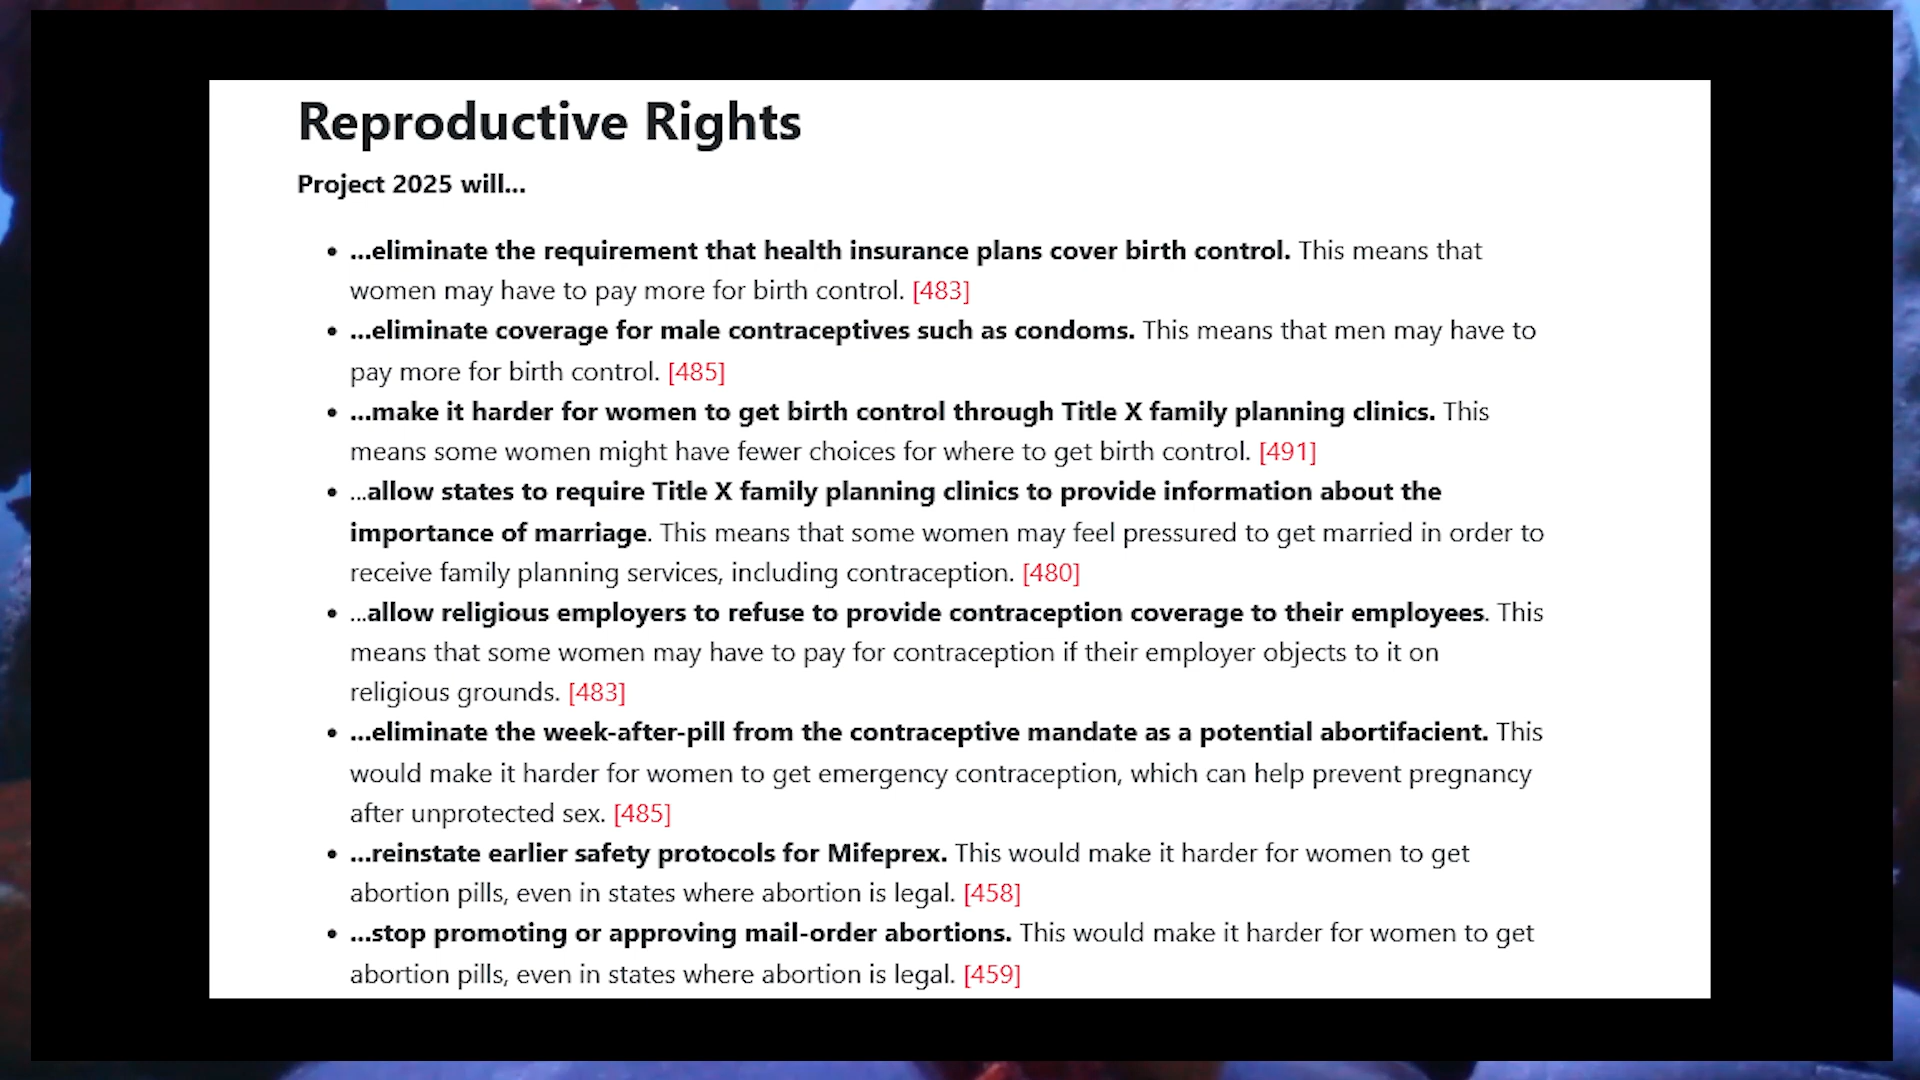 Reproductive Rights
Project 2025 will...
• ...eliminate the requirement that health insurance plans cover birth control. This means that
women may have to pay more for birth control. [483]
• ...eliminate coverage for male contraceptives such as condoms. This means that men may have to
pay more for birth control. [485]
• ...make it harder for women to get birth control through Title X family planning clinics. This
means some women might have fewer choices for where to get birth control. [491]
• ...allow states to require Title X family planning clinics to provide information about the
importance of marriage. This means that some women may feel pressured to get married in order to
receive family planning services, including contraception. [480]
• ...allow religious employers to refuse to provide contraception coverage to their employees. This
means that some women may have to pay for contraception if their employer objects to it on
religious grounds. [483]
• ...eliminate the week-after-pill from the contraceptive mandate as a potential abortifacient. This
would make it harder for women to get emergency contraception, which can help prevent pregnancy
after unprotected sex. [485]
• ...reinstate earlier safety protocols for Mifeprex. This would make it harder for women to get
abortion pills, even in states where abortion is legal. [458]
• ...stop promoting or approving mail-order abortions. This would make it harder for women to get
abortion pills, even in states where abortion is legal. [459]